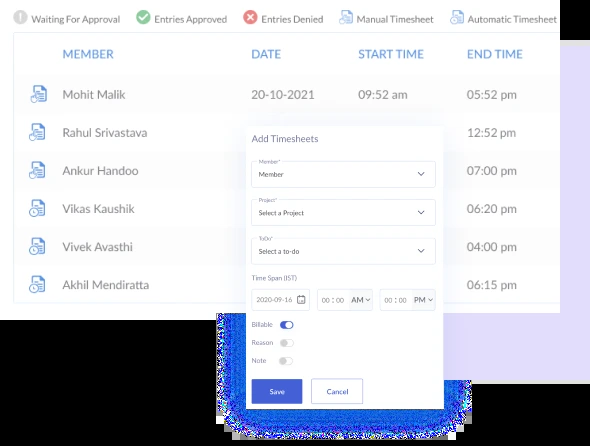 Waiting For Approval Entries Approved Entries Denied Manual Timesheet Automatic Timesheet
MEMBER DATE START TIME END TIME
Mohit Malik 20-10-2021 09:52 am 05:52 pm
Rahul Srivastava 12:52 pm
Ankur Handoo 07:00 pm
Vikas Kaushik 06:20 pm
Vivek Avasthi 04:00 pm
Akhil Mendiratta 06:15 pm
Add Timesheets
Member*
Member
Project*
Select a Project
ToDo*
Select a to-do
Time Span (IST)
2020-09-16 00 : 00 AM 00 : 00 PM
Billable
Reason
Note
Save Cancel